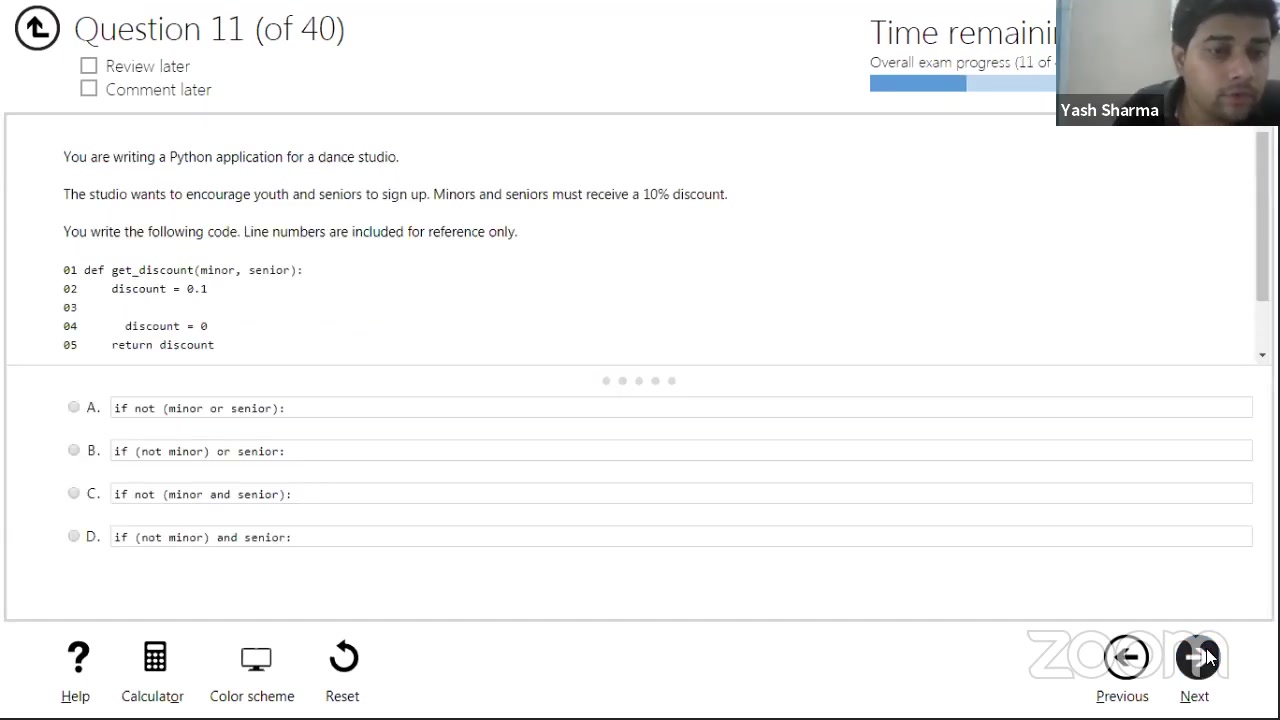 Question 11 (of 40)
Review later
Comment later
Time remaini
Overall exam progress (11 of
Yash Sharma
You are writing a Python application for a dance studio.
The studio wants to encourage youth and seniors to sign up. Minors and seniors must receive a 10% discount.
You write the following code. Line numbers are included for reference only.
01 def get_discount(minor, senior):
02 discount = 0.1
03
04 discount = 0
05 return discount
A. if not (minor or senior):
B. if (not minor) or senior:
C. if not (minor and senior):
D. if (not minor) and senior:
zoom
Help Calculator Color scheme Reset Previous Next